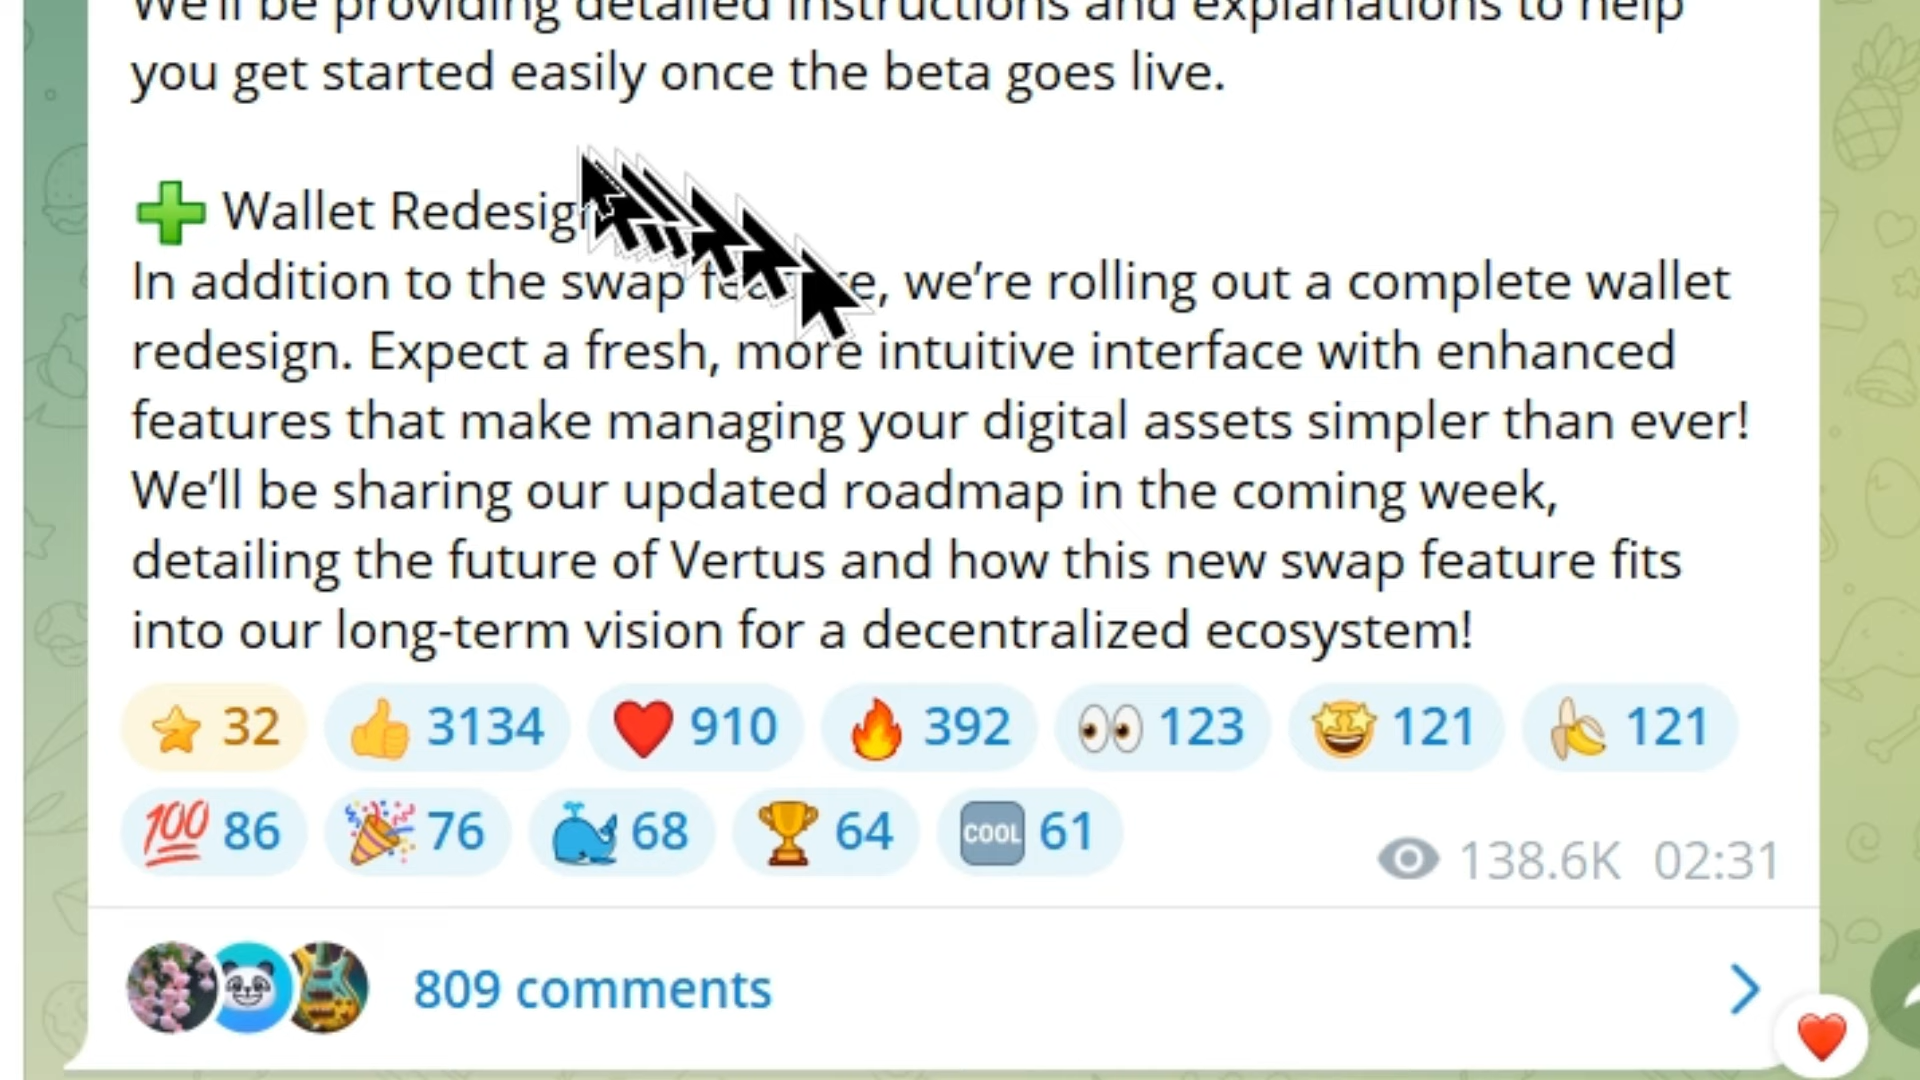 We'll be providing detailed instructions and explanations to help
you get started easily once the beta goes live.
Wallet Redesign
In addition to the swap feature, we’re rolling out a complete wallet
redesign. Expect a fresh, more intuitive interface with enhanced
features that make managing your digital assets simpler than ever!
We’ll be sharing our updated roadmap in the coming week,
detailing the future of Vertus and how this new swap feature fits
into our long-term vision for a decentralized ecosystem!
32 3134 910 392 123 121 121
100 86 76 68 64 COOL 61
138.6K 02:31
809 comments